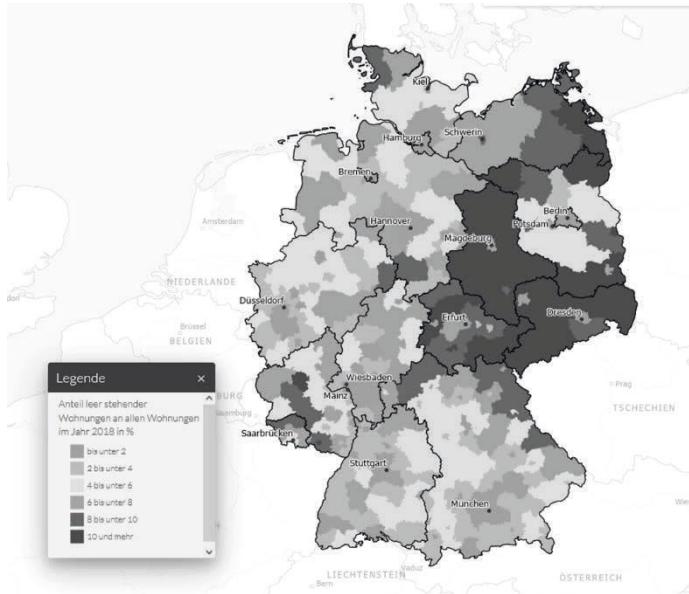 Kiel
Schwerin
Hamburg
Bremen
Amsterdam
Berlin
Potsdam
Hannover
Magdeburg
NIEDERLANDE
Düsseldorf
Brüssel
BELGIEN
Erfurt
Dresden
Wiesbaden
Mainz
Prag
TSCHECHIEN
Saarbrücken
Stuttgart
München
LIECHTENSTEIN
Vaduz
Bern
ÖSTERREICH
Legende ×
Anteil leer stehender
Wohnungen an allen Wohnungen
im Jahr 2018 in %
bis unter 2
2 bis unter 4
4 bis unter 6
6 bis unter 8
8 bis unter 10
10 und mehr